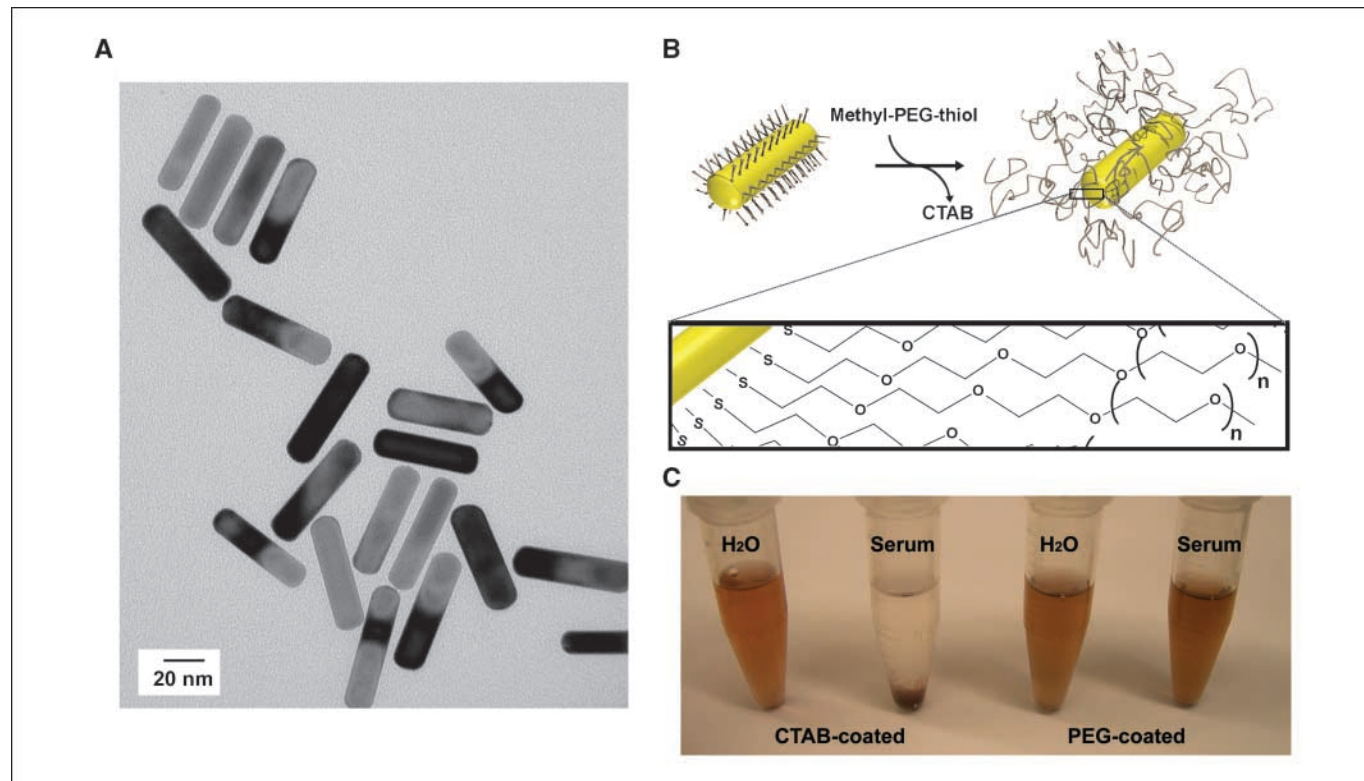 A
20 nm
B
Methyl-PEG-thiol
CTAB
S O O ( O ) n
S O O O ( O ) n
S O O O
S O O
S
C
H₂O Serum H₂O Serum
CTAB-coated PEG-coated